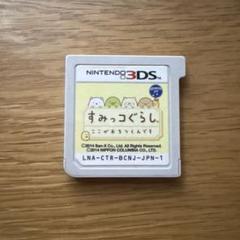 NINTENDO 3DS
すみっコぐらし
ここがおちつくんです
©2014 San-X Co., Ltd. All Rights Reserved.
©2014 NIPPON COLUMBIA CO., LTD.
LNA-CTR-BCNJ-JPN-1